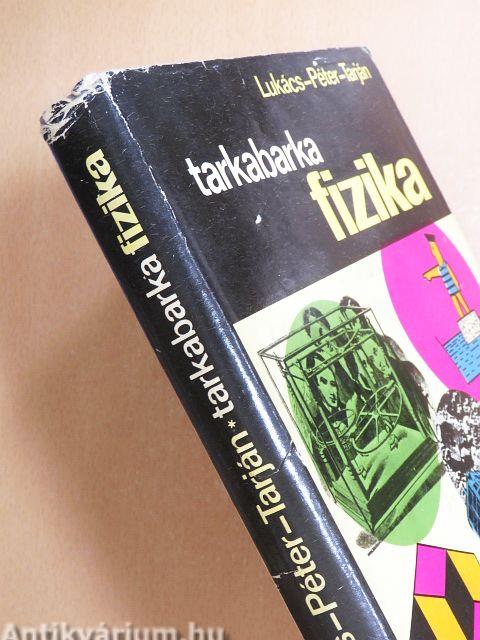 Lukács–Péter–Tarján
tarkabarka
fizika
s–Péter–Tarján * tarkabarka fizika
Antikvárium.hu